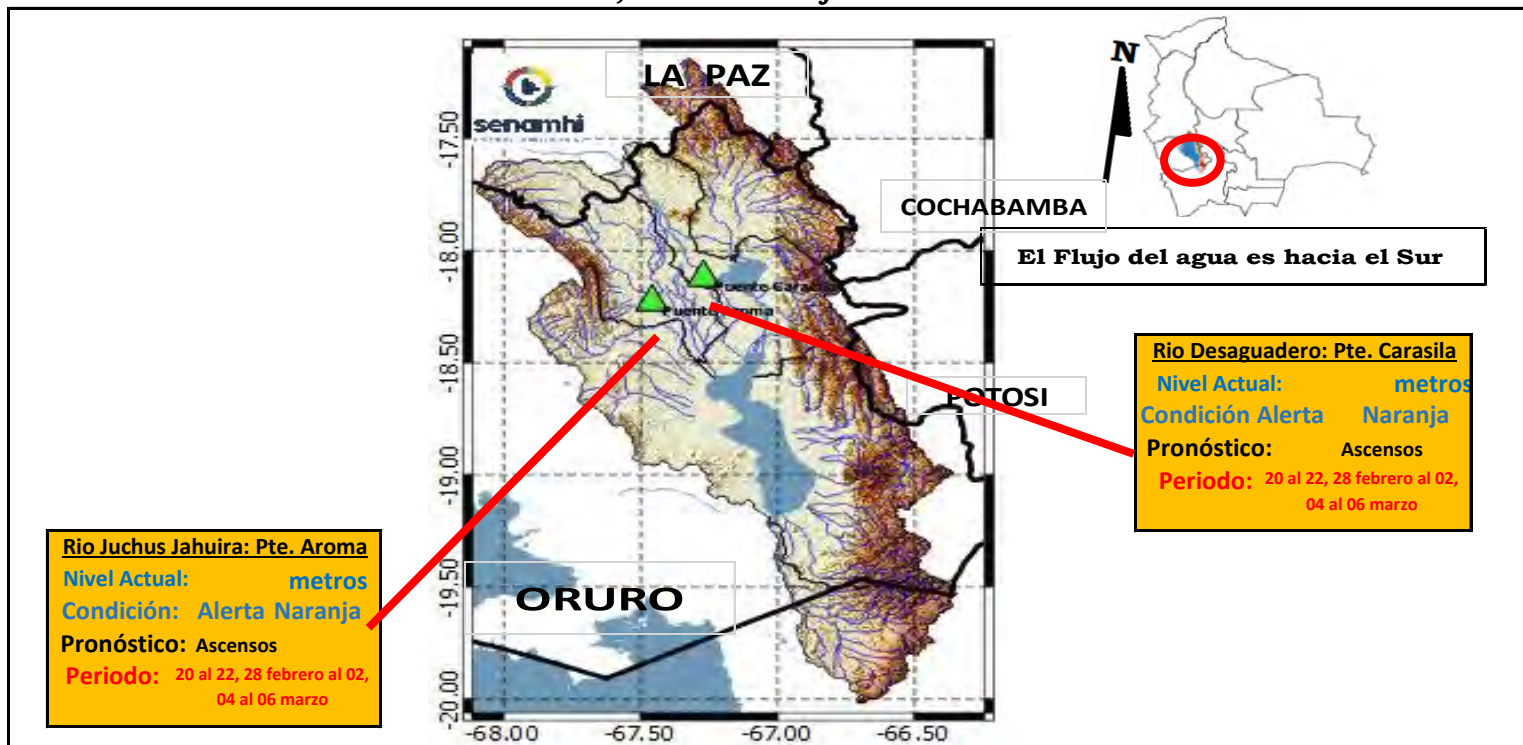 LA PAZ
senamhi
N
COCHABAMBA
El Flujo del agua es hacia el Sur
Puente Aroma
POTOSI
ORURO
Rio Desaguadero: Pte. Carasila
Nivel Actual: metros
Condición Alerta Naranja
Pronóstico: Ascensos
Periodo: 20 al 22, 28 febrero al 02,
04 al 06 marzo
Rio Juchus Jahuira: Pte. Aroma
Nivel Actual: metros
Condición: Alerta Naranja
Pronóstico: Ascensos
Periodo: 20 al 22, 28 febrero al 02,
04 al 06 marzo
-17.50
-18.00
-18.50
-19.00
-19.50
-20.00
-68.00 -67.50 -67.00 -66.50